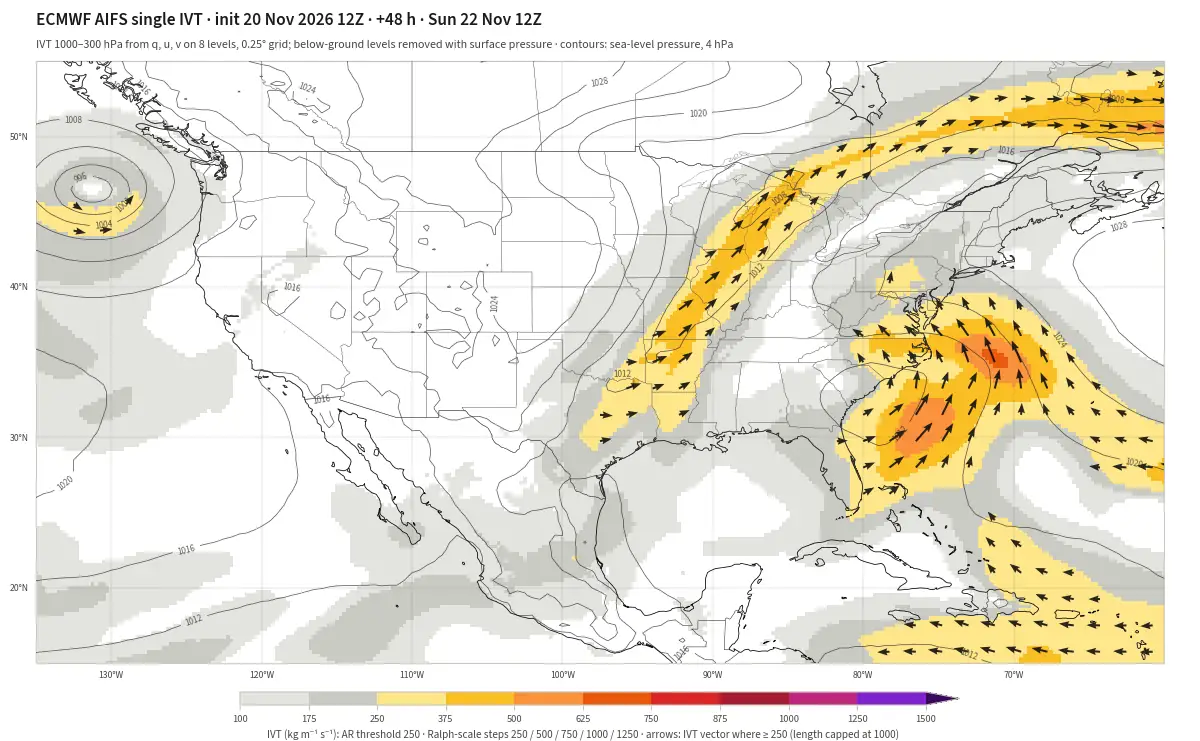 ECMWF AIFS single IVT · init 20 Nov 2026 12Z · +48 h · Sun 22 Nov 12Z
IVT 1000–300 hPa from q, u, v on 8 levels, 0.25° grid; below-ground levels removed with surface pressure · contours: sea-level pressure, 4 hPa
1016
1024
1028
1008
1008
1020
50°N
1016
996
1004
1008
1028
1004
1012
40°N
1016
1024
1024
1012
1016
30°N
1020
1020
1016
20°N
1012
1016
1012
130°W 120°W 110°W 100°W 90°W 80°W 70°W
100 175 250 375 500 625 750 875 1000 1250 1500
IVT (kg m⁻¹ s⁻¹): AR threshold 250 · Ralph-scale steps 250 / 500 / 750 / 1000 / 1250 · arrows: IVT vector where ≥ 250 (length capped at 1000)